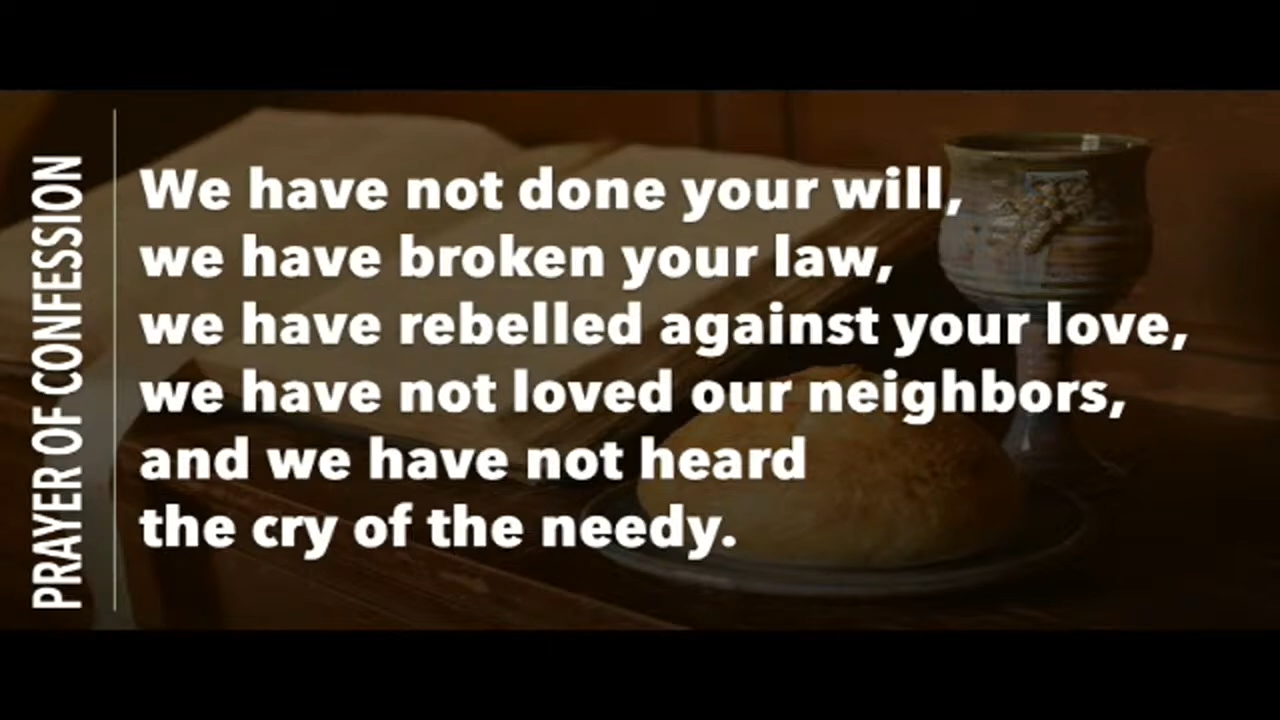 PRAYER OF CONFESSION
We have not done your will,
we have broken your law,
we have rebelled against your love,
we have not loved our neighbors,
and we have not heard
the cry of the needy.